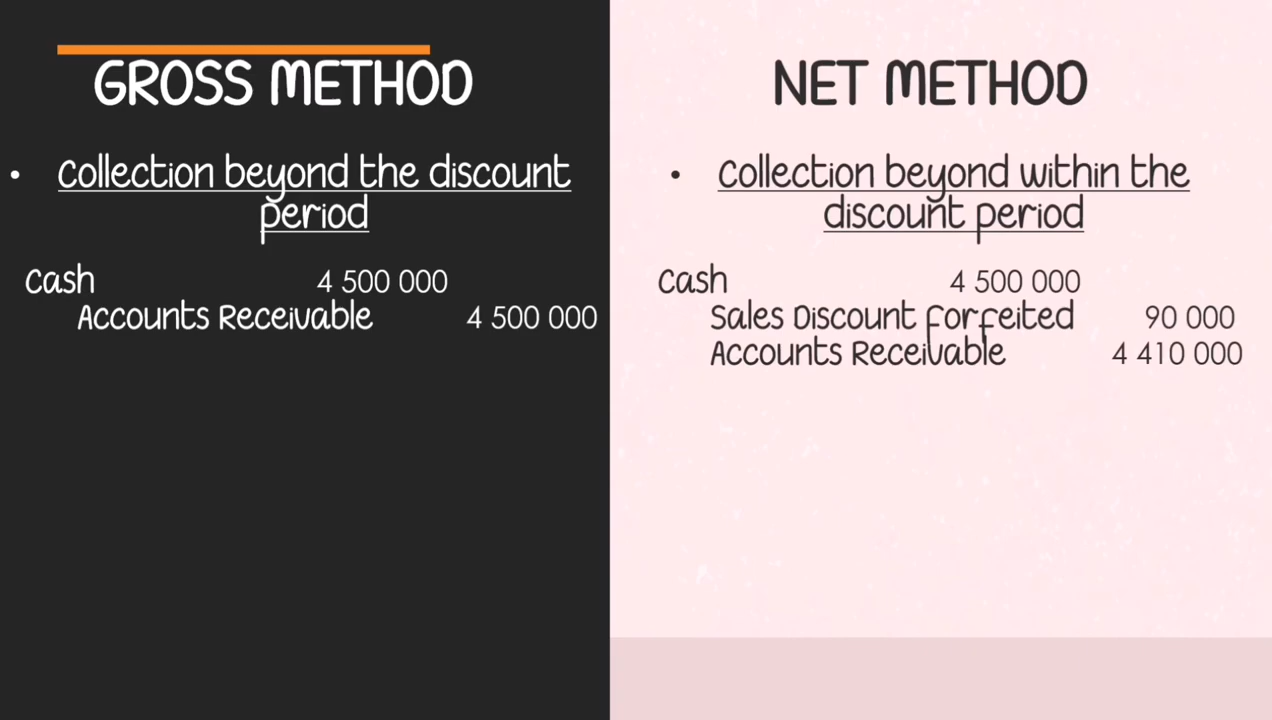 GROSS METHOD
• Collection beyond the discount
period
Cash 4 500 000
Accounts Receivable 4 500 000
NET METHOD
• Collection beyond within the
discount period
Cash 4 500 000
Sales Discount Forfeited 90 000
Accounts Receivable 4 410 000